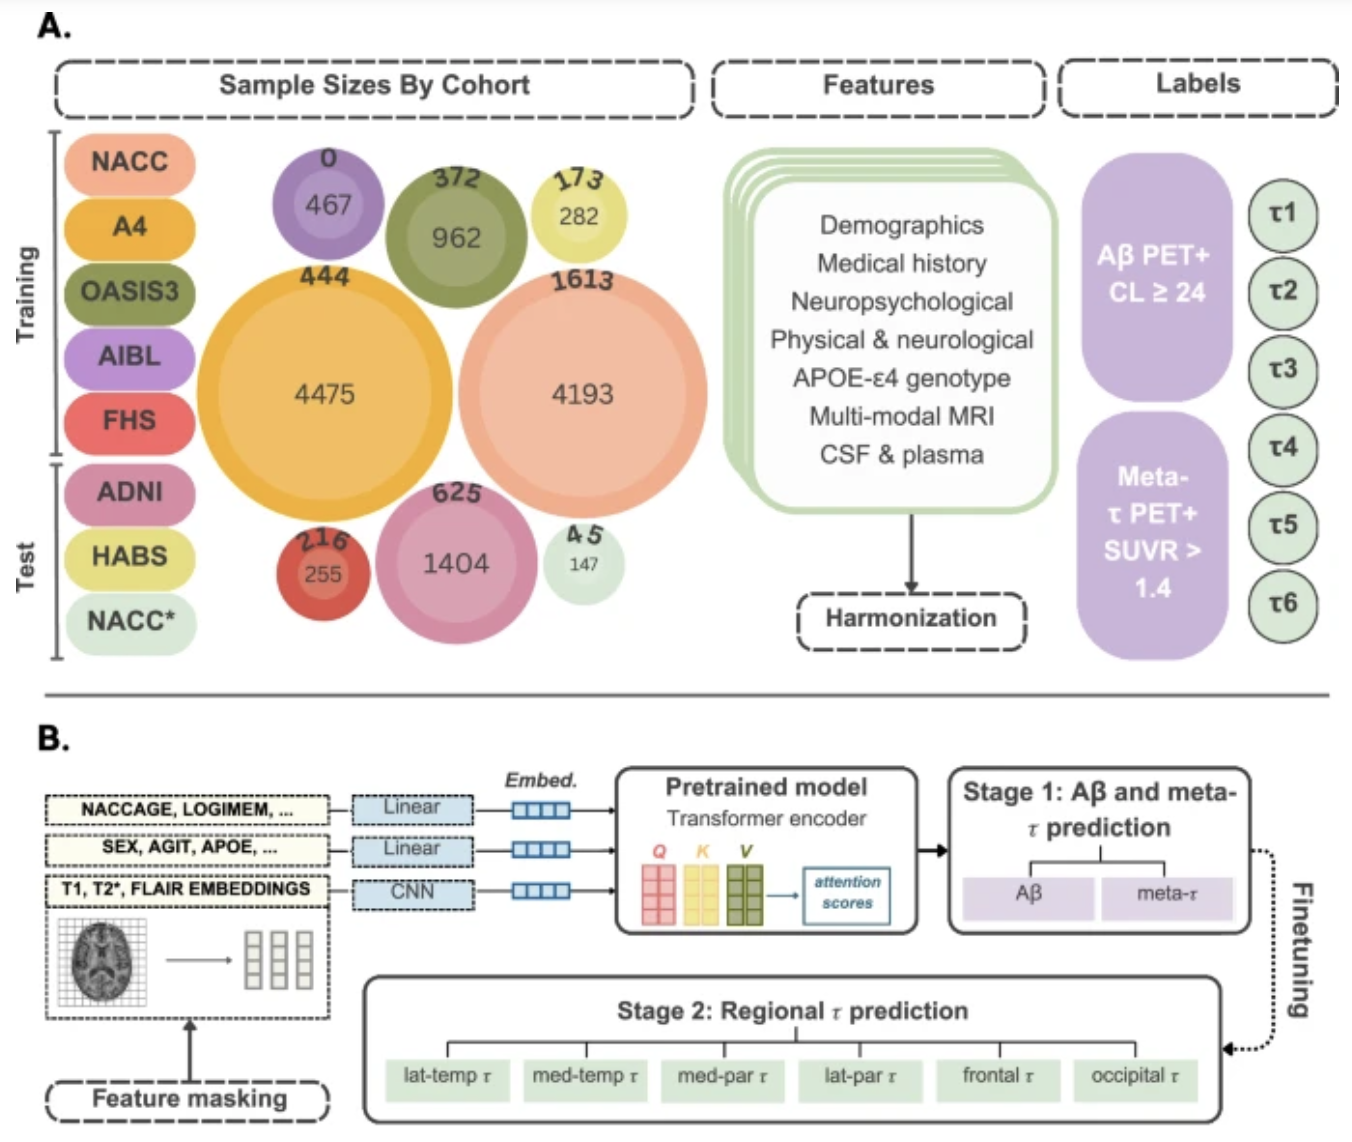 A.
Sample Sizes By Cohort
Features
Labels
Training
NACC
A4
OASIS3
AIBL
FHS
Test
ADNI
HABS
NACC*
0
467
372
962
173
282
444
4475
1613
4193
216
255
625
1404
45
147
Demographics
Medical history
Neuropsychological
Physical & neurological
APOE-ε4 genotype
Multi-modal MRI
CSF & plasma
Harmonization
Aβ PET+
CL ≥ 24
Meta-
τ PET+
SUVR >
1.4
τ1
τ2
τ3
τ4
τ5
τ6
B.
NACCAGE, LOGIMEM, ...
SEX, AGIT, APOE, ...
T1, T2*, FLAIR EMBEDDINGS
Feature masking
Linear
Linear
CNN
Embed.
Pretrained model
Transformer encoder
Q K V
attention
scores
Stage 1: Aβ and meta-
τ prediction
Aβ
meta-τ
Finetuning
Stage 2: Regional τ prediction
lat-temp τ
med-temp τ
med-par τ
lat-par τ
frontal τ
occipital τ